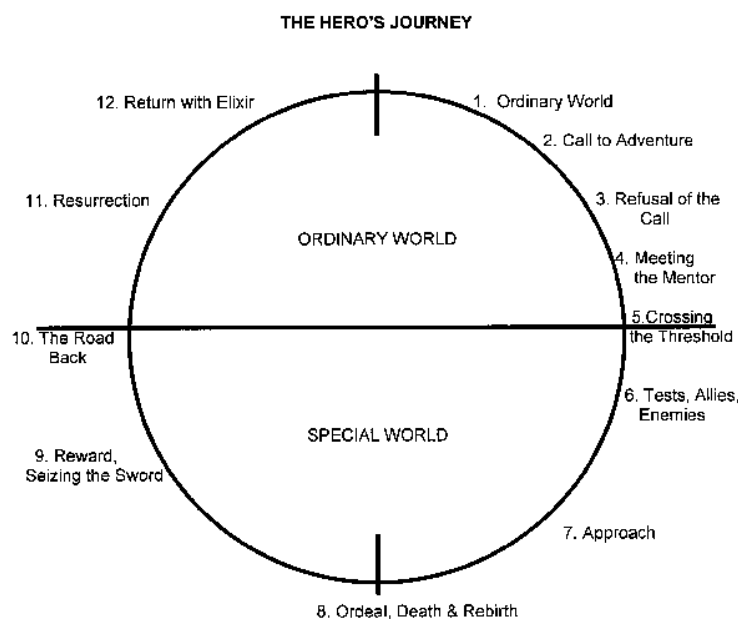 THE HERO'S JOURNEY
12. Return with Elixir
1. Ordinary World
2. Call to Adventure
11. Resurrection
3. Refusal of the
Call
ORDINARY WORLD
4. Meeting
the Mentor
10. The Road
Back
5.Crossing
the Threshold
6. Tests, Allies,
Enemies
SPECIAL WORLD
9. Reward,
Seizing the Sword
7. Approach
8. Ordeal, Death & Rebirth